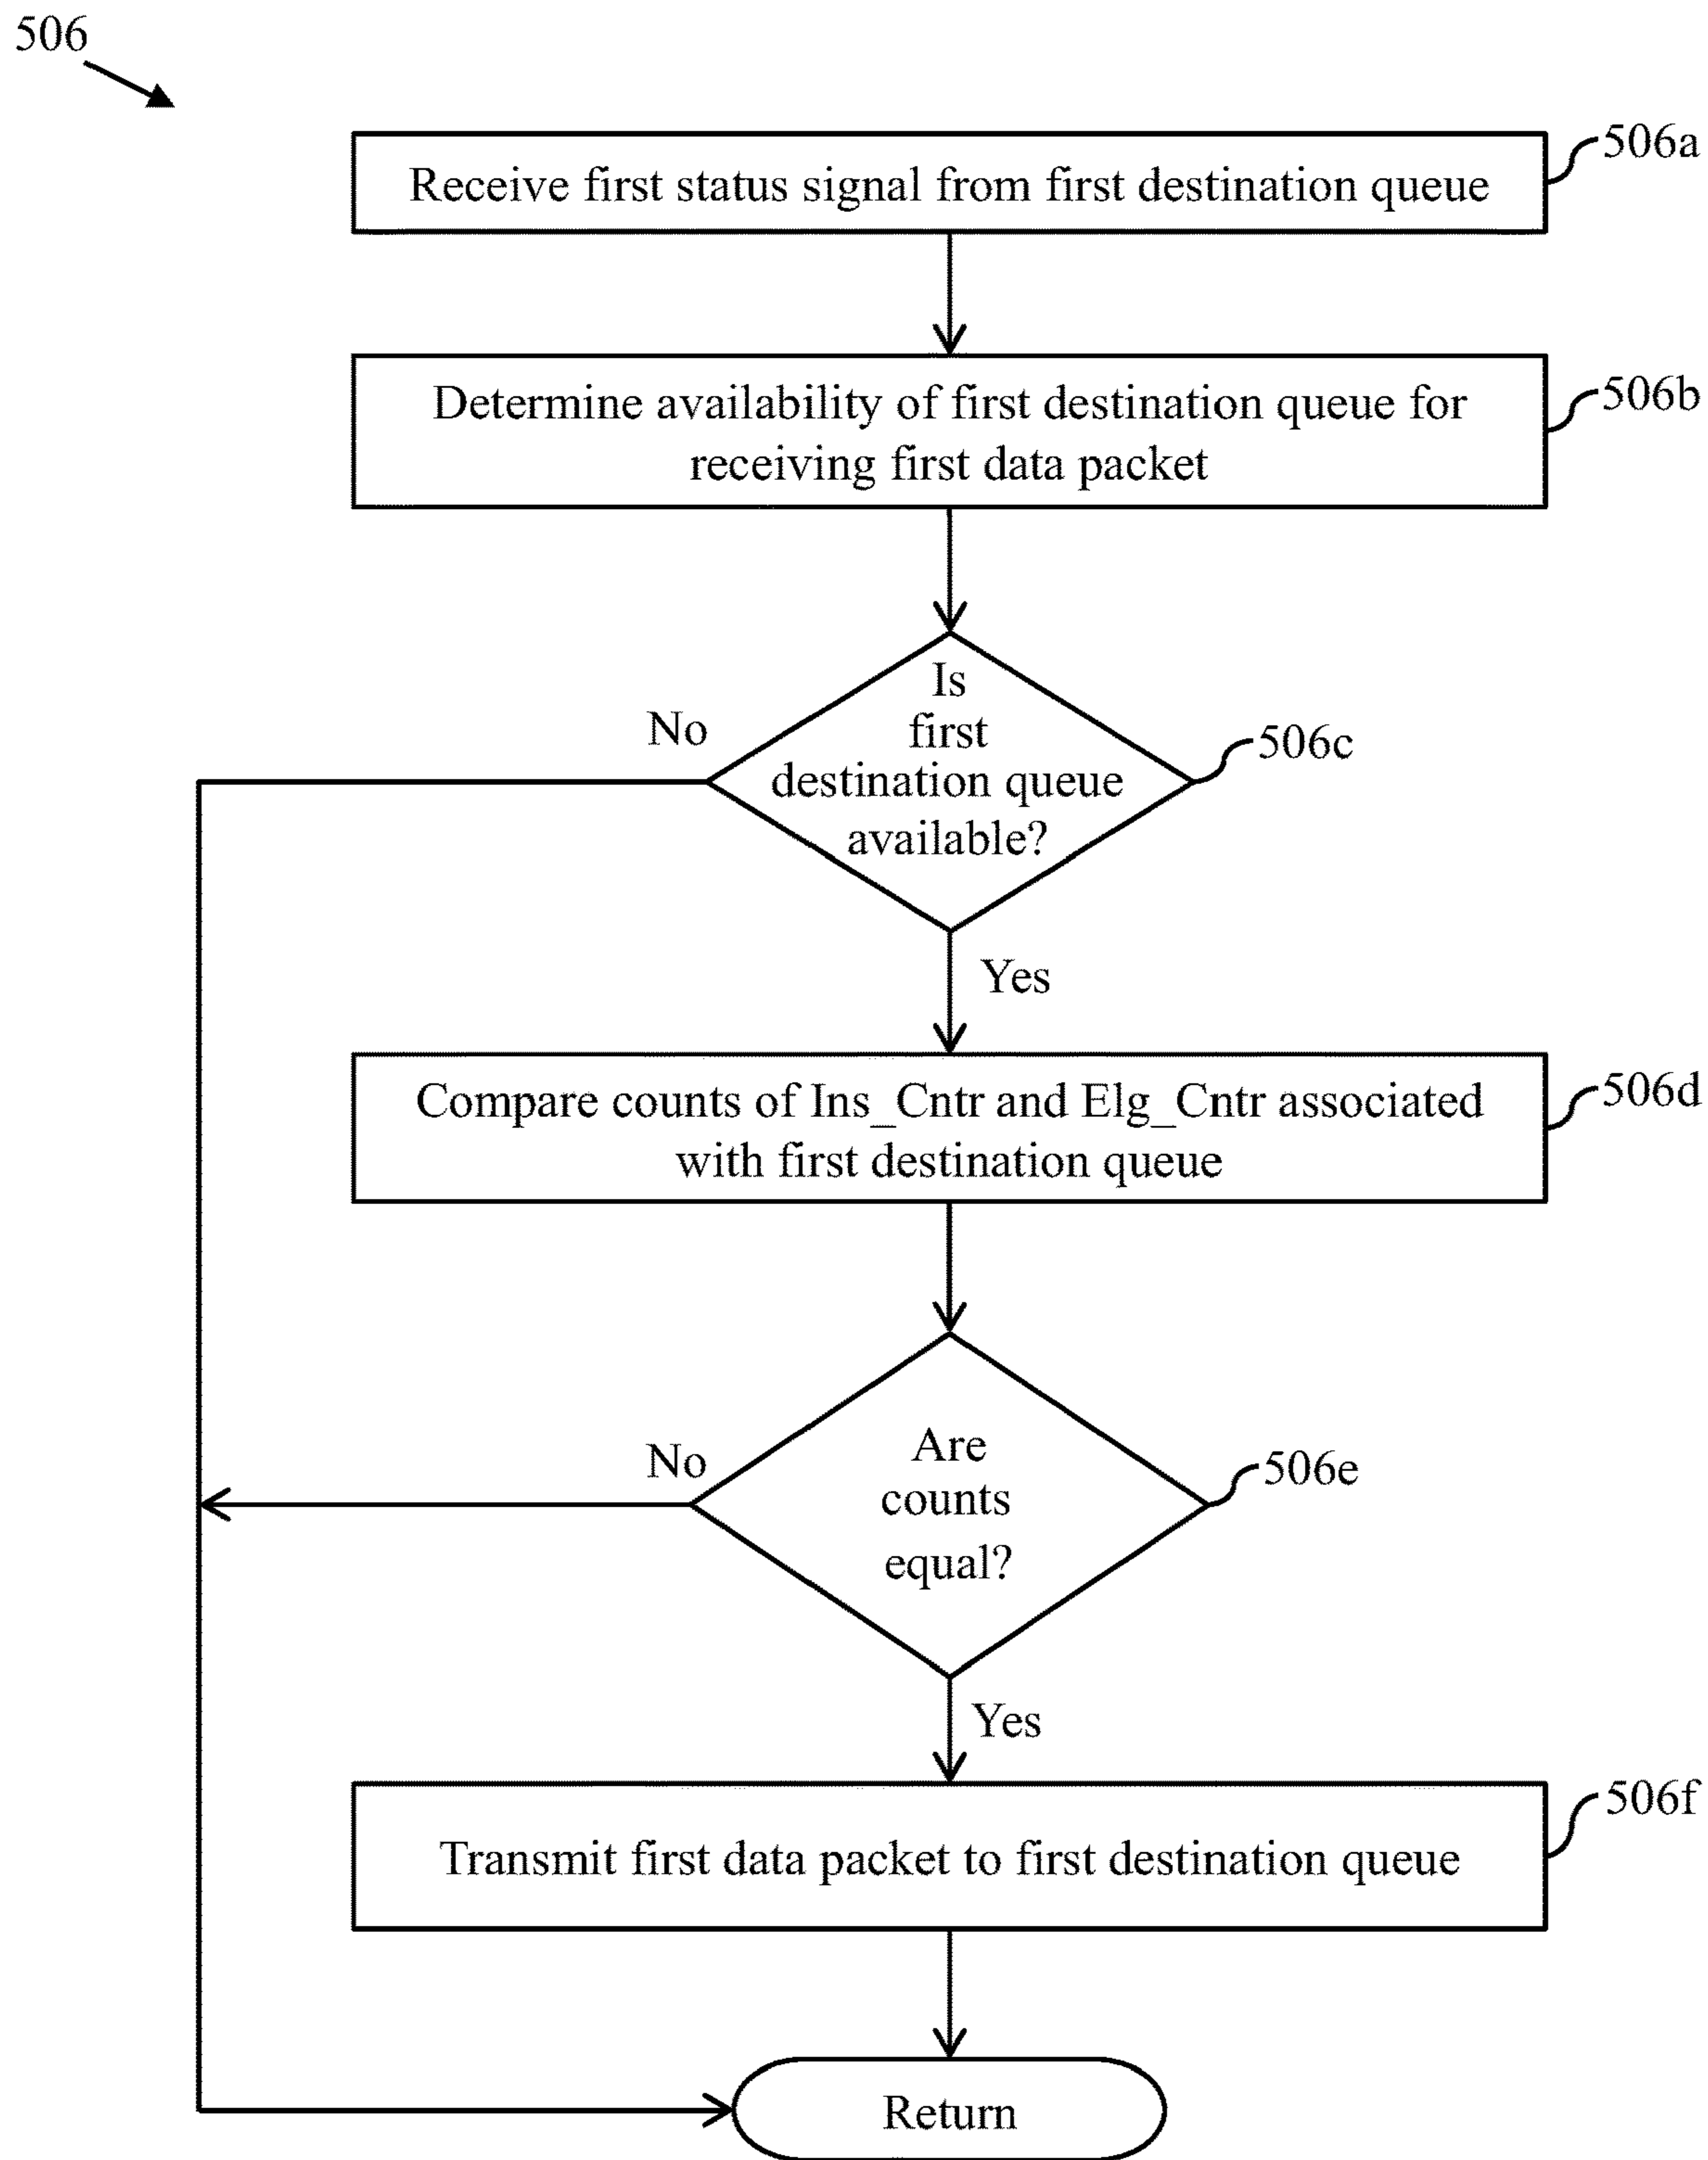 506
506a
Receive first status signal from first destination queue
506b
Determine availability of first destination queue for
receiving first data packet
Is
first
destination queue
available?
No
506c
Yes
Compare counts of Ins_Cntr and Elg_Cntr associated
with first destination queue
506d
Are
counts
equal?
No
506e
Yes
506f
Transmit first data packet to first destination queue
Return